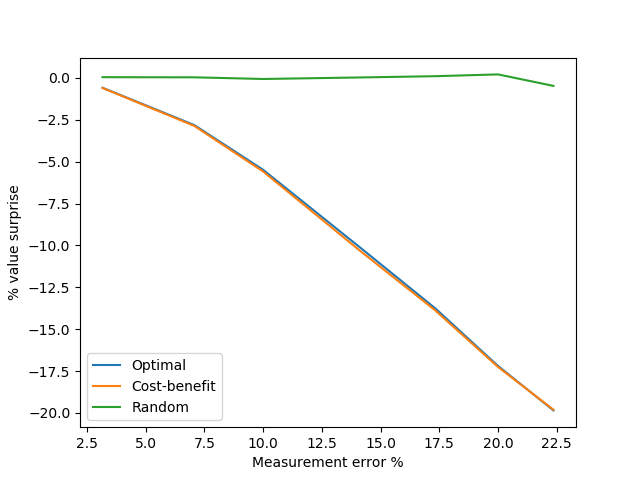 0.0
−2.5
−5.0
−7.5
−10.0
−12.5
−15.0
−17.5
−20.0
% value surprise
Optimal
Cost-benefit
Random
2.5 5.0 7.5 10.0 12.5 15.0 17.5 20.0 22.5
Measurement error %